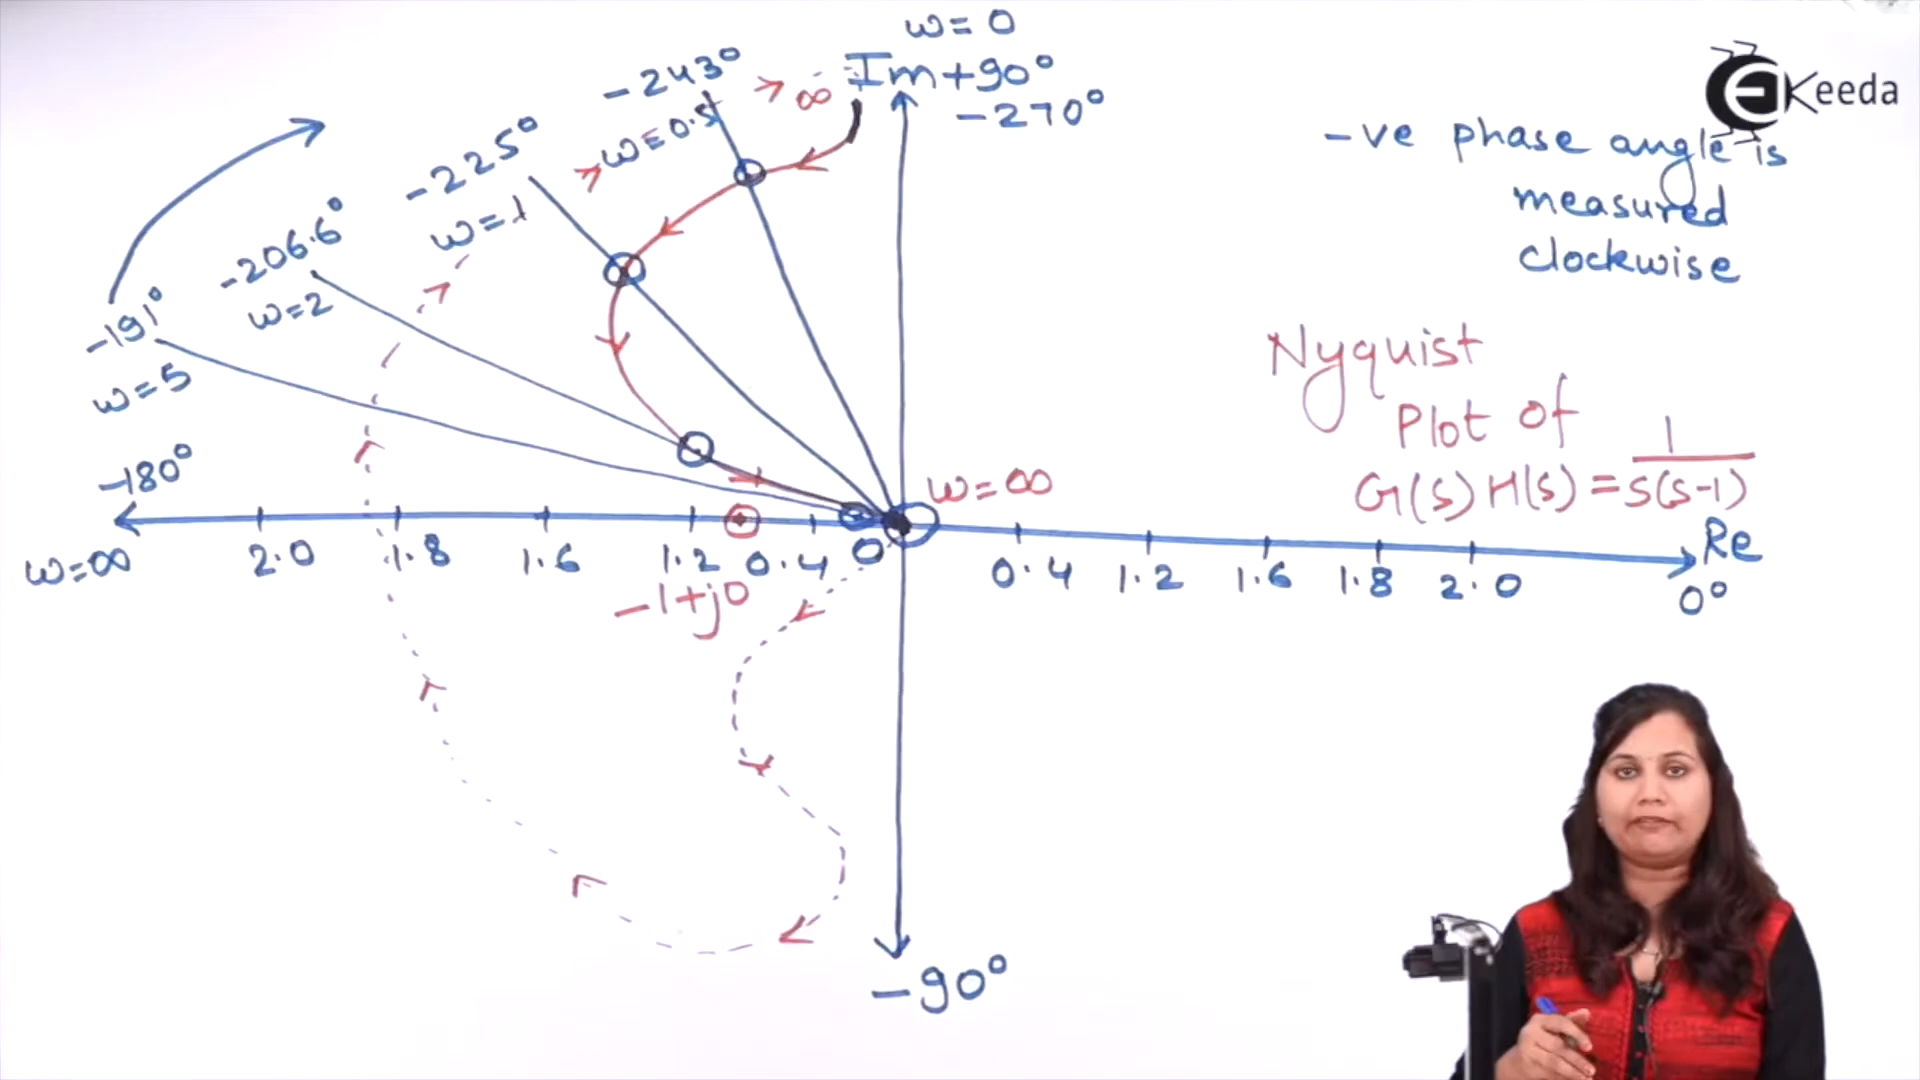 w = 0
Im +90°
-270°
-243°
w=0.5
∞
-225°
w=1
-206.6°
w=2
-191°
w=5
-180°
w=∞
2.0 1.8 1.6 1.2 0.4 0
-1+j0
w=∞
0.4 1.2 1.6 1.8 2.0
Re
0°
-90°
Keeda
-ve phase angle is
measured
clockwise
Nyquist
Plot of
G(s) H(s) = 1/s(s-1)